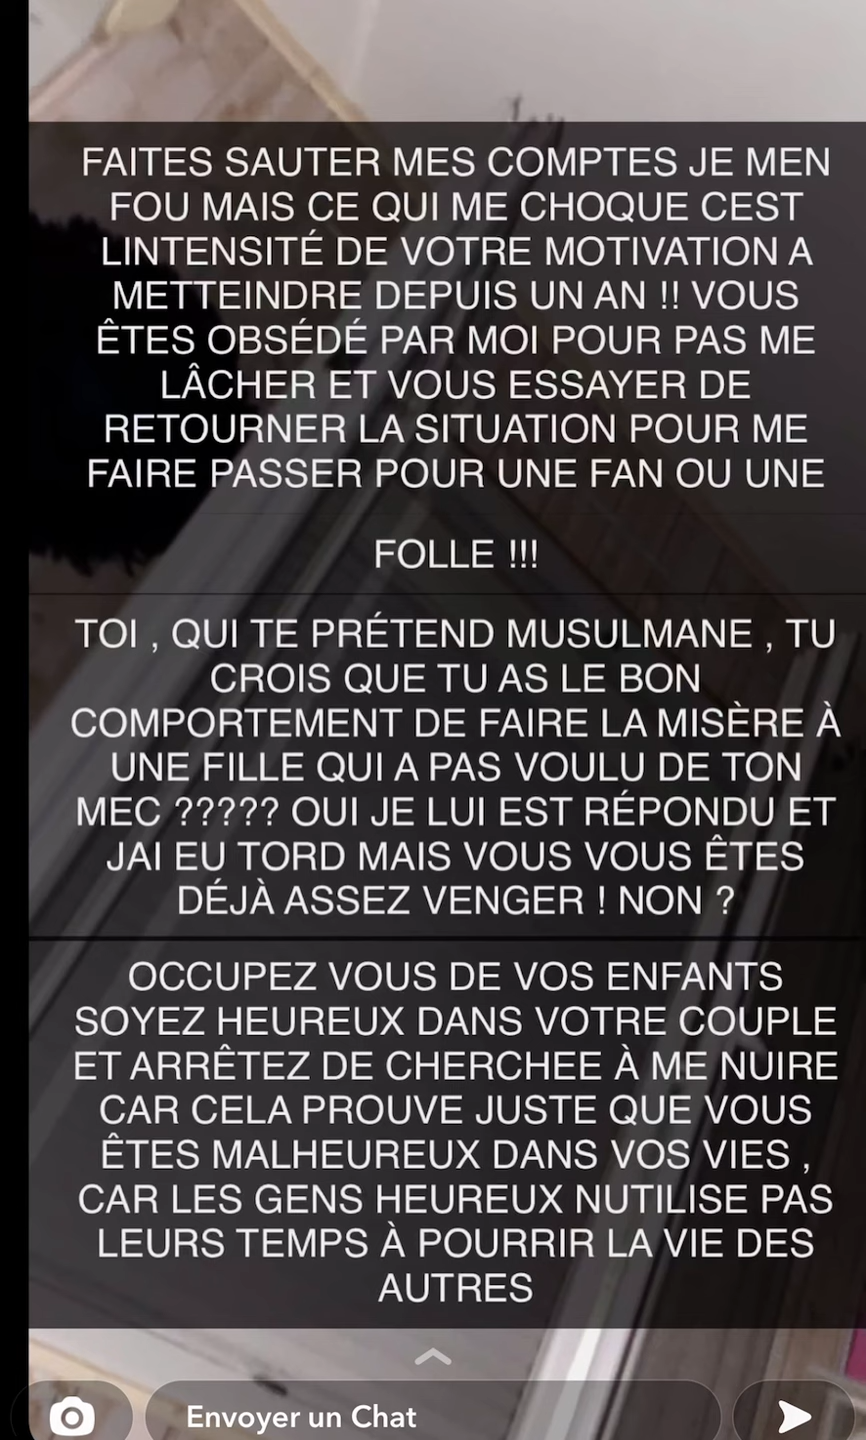 FAITES SAUTER MES COMPTES JE MEN
FOU MAIS CE QUI ME CHOQUE CEST
LINTENSITÉ DE VOTRE MOTIVATION A
METTEINDRE DEPUIS UN AN !! VOUS
ÊTES OBSÉDÉ PAR MOI POUR PAS ME
LÂCHER ET VOUS ESSAYER DE
RETOURNER LA SITUATION POUR ME
FAIRE PASSER POUR UNE FAN OU UNE
FOLLE !!!
TOI , QUI TE PRÉTEND MUSULMANE , TU
CROIS QUE TU AS LE BON
COMPORTEMENT DE FAIRE LA MISÈRE À
UNE FILLE QUI A PAS VOULU DE TON
MEC ????? OUI JE LUI EST RÉPONDU ET
JAI EU TORD MAIS VOUS VOUS ÊTES
DÉJÀ ASSEZ VENGER ! NON ?
OCCUPEZ VOUS DE VOS ENFANTS
SOYEZ HEUREUX DANS VOTRE COUPLE
ET ARRÊTEZ DE CHERCHEE À ME NUIRE
CAR CELA PROUVE JUSTE QUE VOUS
ÊTES MALHEUREUX DANS VOS VIES ,
CAR LES GENS HEUREUX NUTILISE PAS
LEURS TEMPS À POURRIR LA VIE DES
AUTRES
Envoyer un Chat